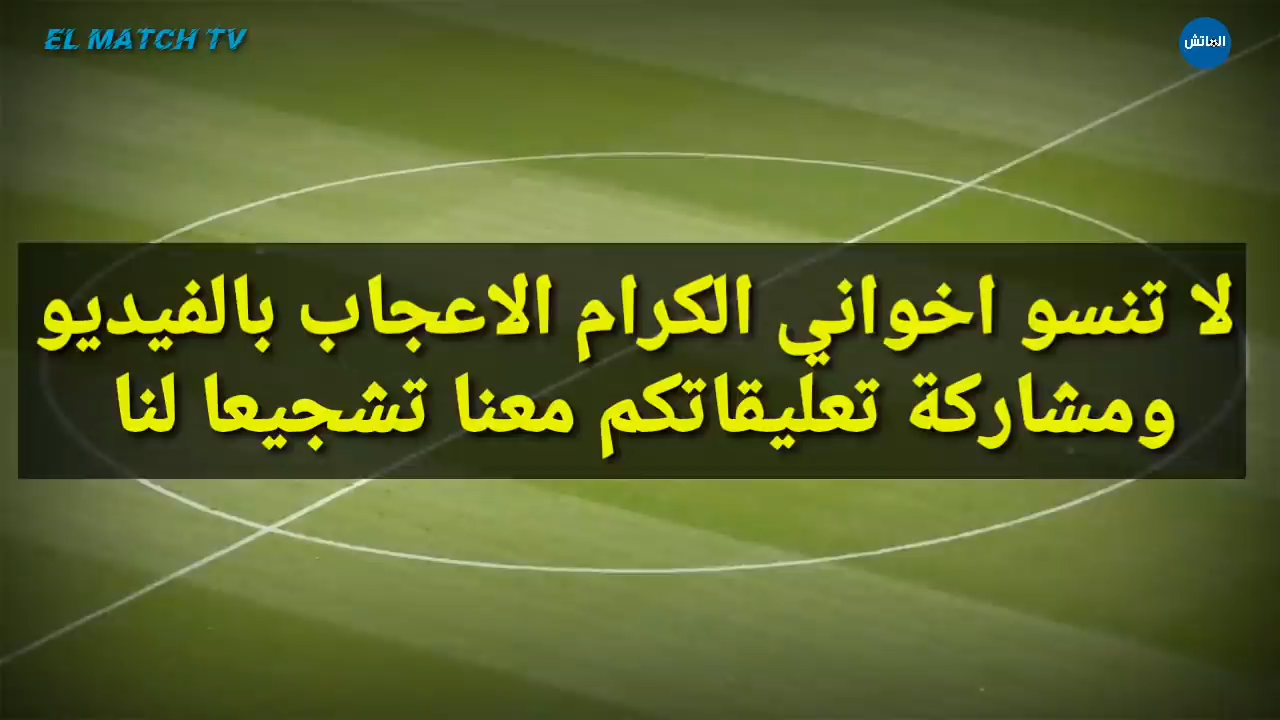 EL MATCH TV
الماتش
لا تنسو اخواني الكرام الاعجاب بالفيديو
ومشاركة تعليقاتكم معنا تشجيعا لنا